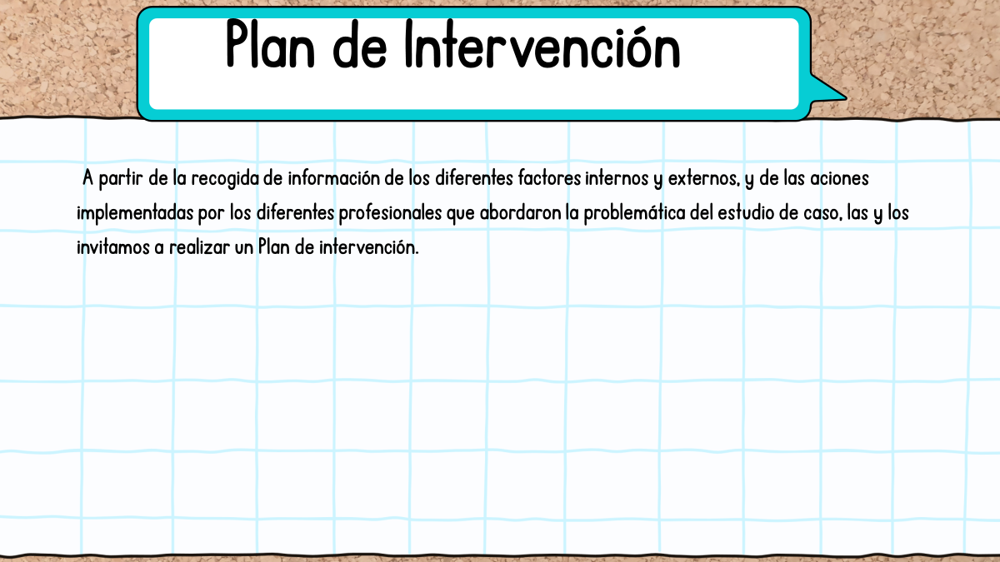 Plan de Intervención
A partir de la recogida de información de los diferentes factores internos y externos, y de las aciones
implementadas por los diferentes profesionales que abordaron la problemática del estudio de caso, las y los
invitamos a realizar un Plan de intervención.